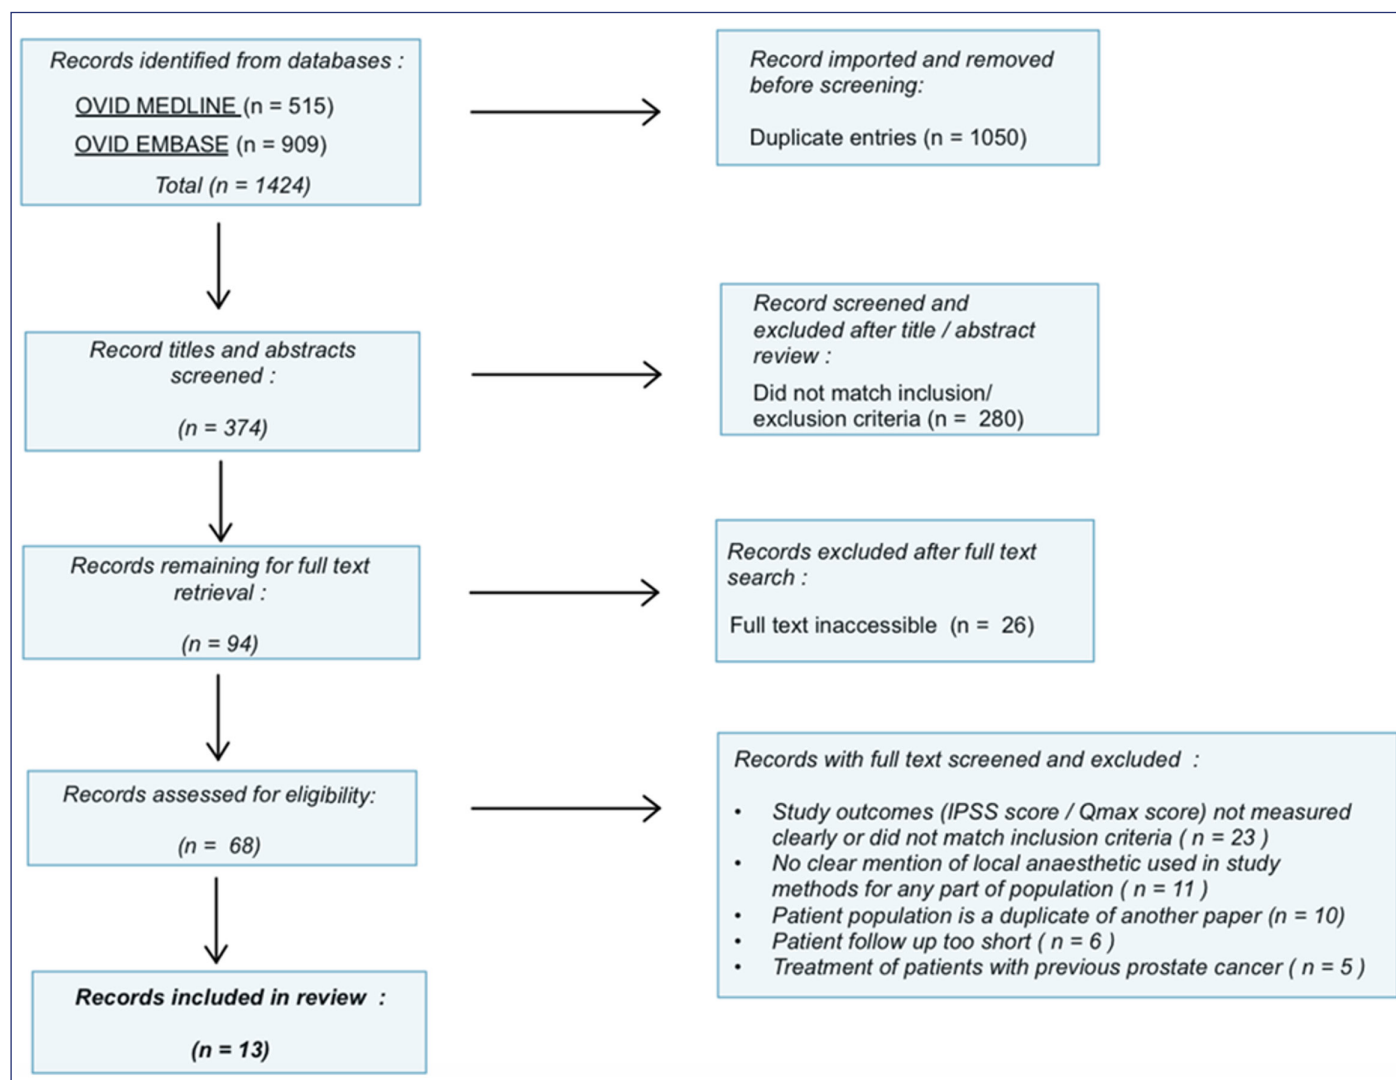 Records identified from databases :
OVID MEDLINE (n = 515)
OVID EMBASE (n = 909)
Total (n = 1424)
Record imported and removed
before screening:
Duplicate entries (n = 1050)
Record titles and abstracts
screened :
(n = 374)
Record screened and
excluded after title / abstract
review :
Did not match inclusion/
exclusion criteria (n = 280)
Records remaining for full text
retrieval :
(n = 94)
Records excluded after full text
search :
Full text inaccessible (n = 26)
Records assessed for eligibility:
(n = 68)
Records with full text screened and excluded :
• Study outcomes (IPSS score / Qmax score) not measured
clearly or did not match inclusion criteria ( n = 23 )
• No clear mention of local anaesthetic used in study
methods for any part of population ( n = 11 )
• Patient population is a duplicate of another paper (n = 10)
• Patient follow up too short ( n = 6 )
• Treatment of patients with previous prostate cancer ( n = 5 )
Records included in review :
(n = 13)